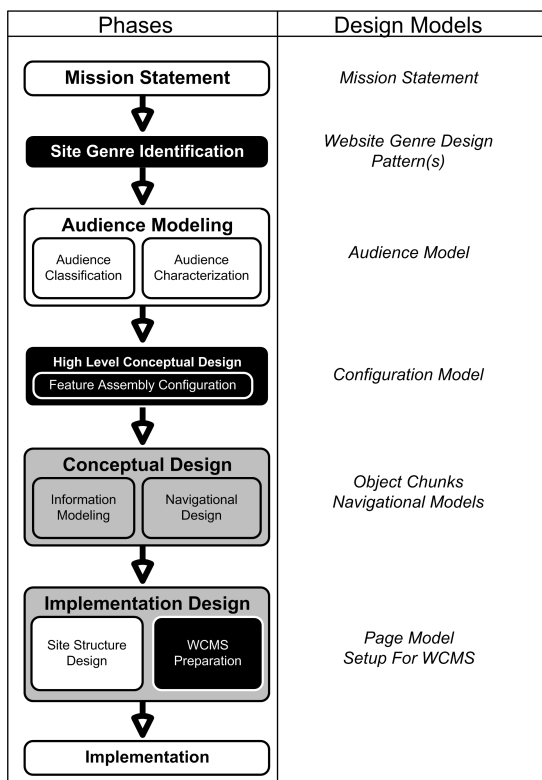 Phases
Design Models
Mission Statement
Mission Statement
Site Genre Identification
Website Genre Design
Pattern(s)
Audience Modeling
Audience
Classification
Audience
Characterization
Audience Model
High Level Conceptual Design
Feature Assembly Configuration
Configuration Model
Conceptual Design
Information
Modeling
Navigational
Design
Object Chunks
Navigational Models
Implementation Design
Site Structure
Design
WCMS
Preparation
Page Model
Setup For WCMS
Implementation